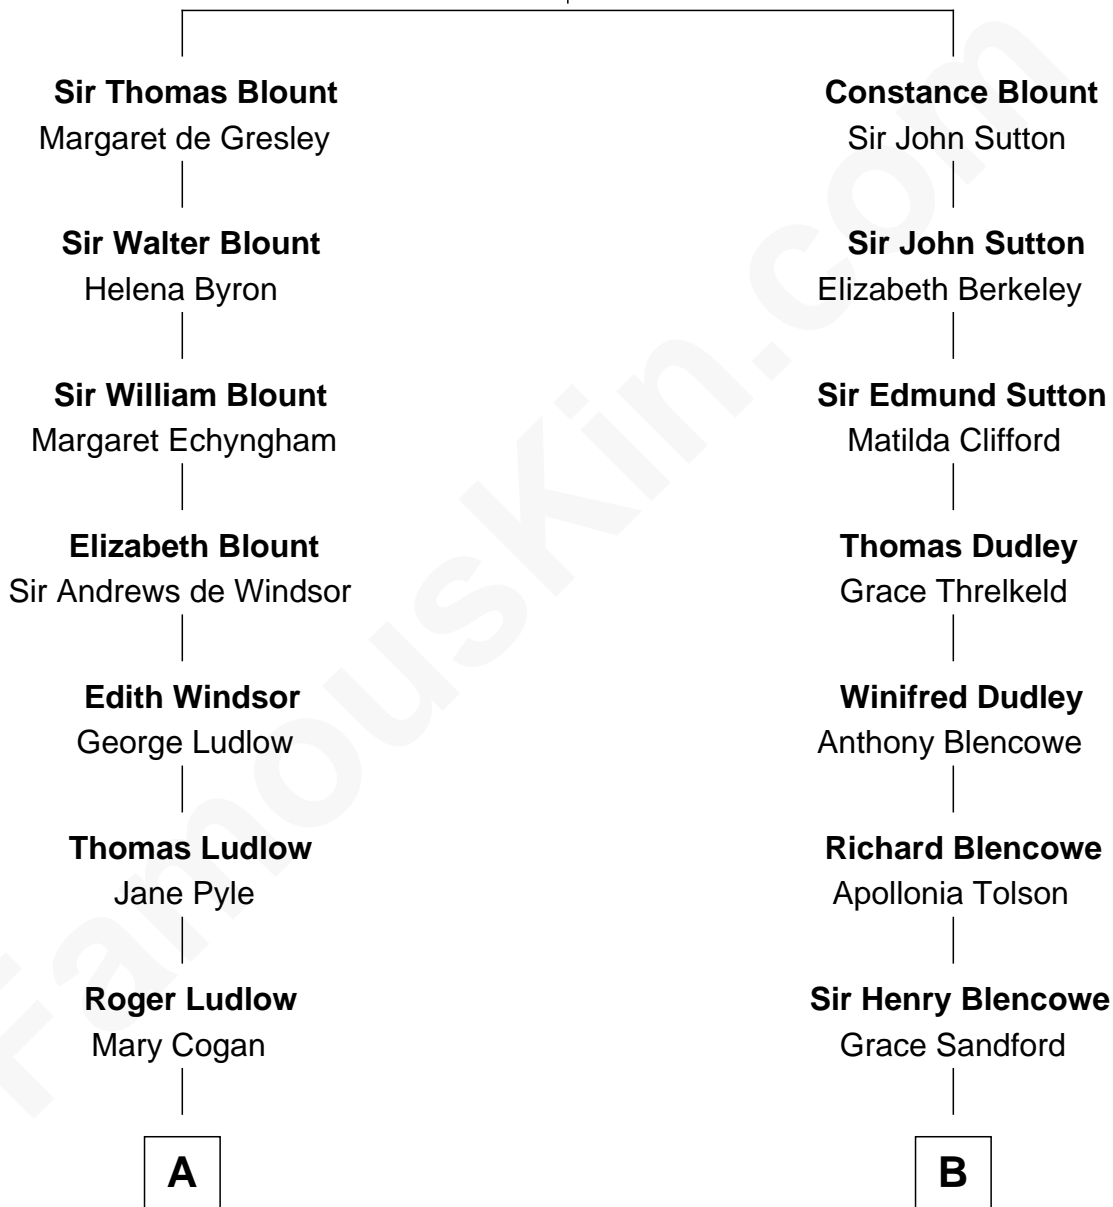 Sir Thomas Blount
Margaret de Gresley
Sir Walter Blount
Helena Byron
Sir William Blount
Margaret Echyngham
Elizabeth Blount
Sir Andrews de Windsor
Edith Windsor
George Ludlow
Thomas Ludlow
Jane Pyle
Roger Ludlow
Mary Cogan
A
Constance Blount
Sir John Sutton
Sir John Sutton
Elizabeth Berkeley
Sir Edmund Sutton
Matilda Clifford
Thomas Dudley
Grace Threlkeld
Winifred Dudley
Anthony Blencowe
Richard Blencowe
Apollonia Tolson
Sir Henry Blencowe
Grace Sandford
B
FamousKin.com